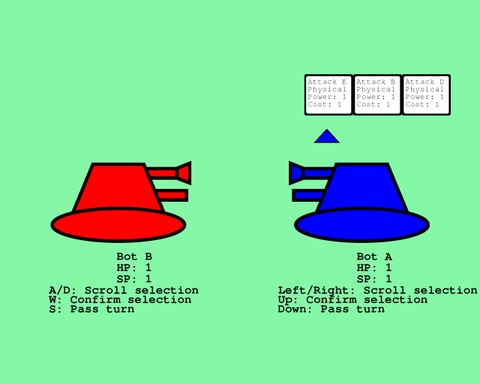 Attack E
Physical
Power: 1
Cost: 1
Attack B
Physical
Power: 1
Cost: 1
Attack D
Physical
Power: 1
Cost: 1
Bot B
HP: 1
SP: 1
A/D: Scroll selection
W: Confirm selection
S: Pass turn
Bot A
HP: 1
SP: 1
Left/Right: Scroll selection
Up: Confirm selection
Down: Pass turn